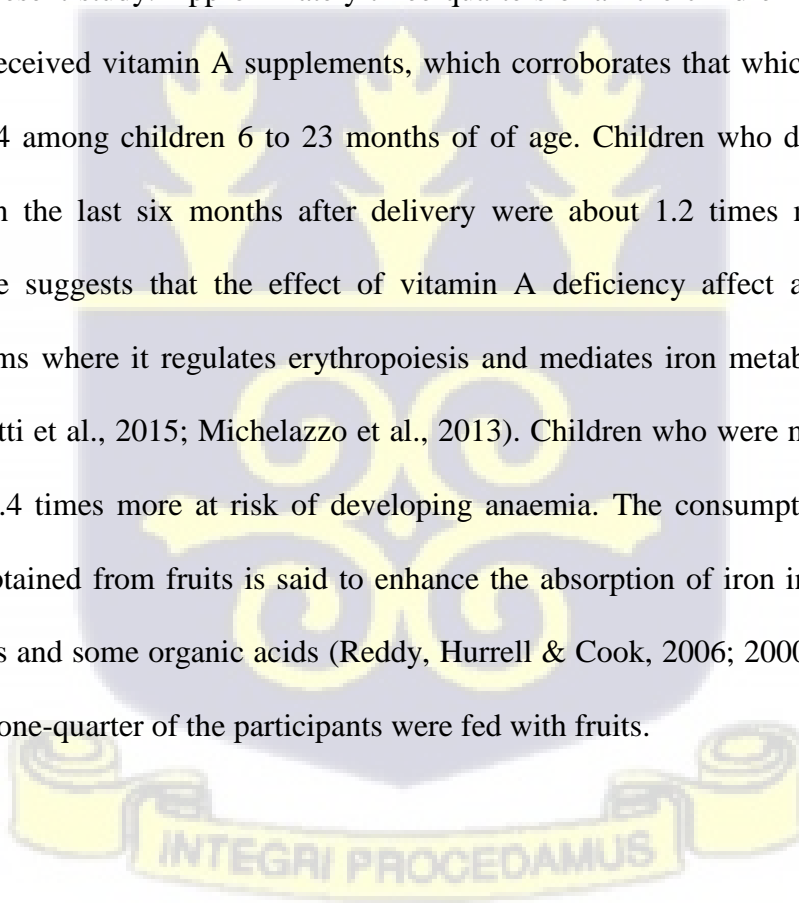 received vitamin A supplements, which corroborates that whic
4 among children 6 to 23 months of of age. Children who d
n the last six months after delivery were about 1.2 times
e suggests that the effect of vitamin A deficiency affect a
ms where it regulates erythropoiesis and mediates iron metab
tti et al., 2015; Michelazzo et al., 2013). Children who were n
.4 times more at risk of developing anaemia. The consumpt
btained from fruits is said to enhance the absorption of iron i
s and some organic acids (Reddy, Hurrell & Cook, 2006; 2000
one-quarter of the participants were fed with fruits.
INTEGRI PROCEDAMUS